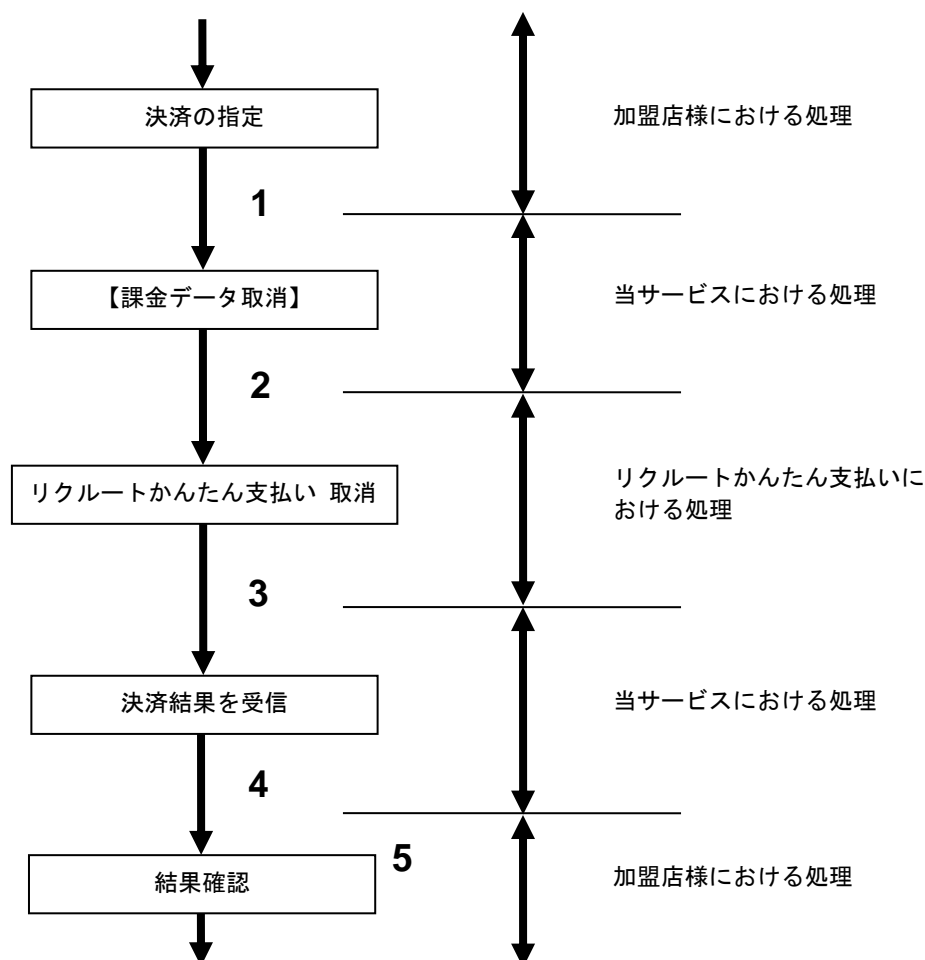 決済の指定
加盟店様における処理
1
【課金データ取消】
当サービスにおける処理
2
リクルートかんたん支払い 取消
リクルートかんたん支払いに
おける処理
3
決済結果を受信
当サービスにおける処理
4
5
結果確認
加盟店様における処理